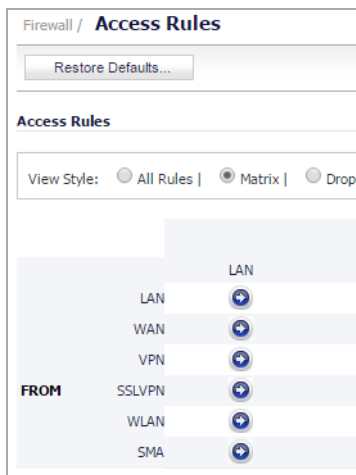 Firewall / Access Rules
Restore Defaults...
Access Rules
View Style: All Rules | Matrix | Drop
LAN
LAN
WAN
VPN
FROM SSLVPN
WLAN
SMA